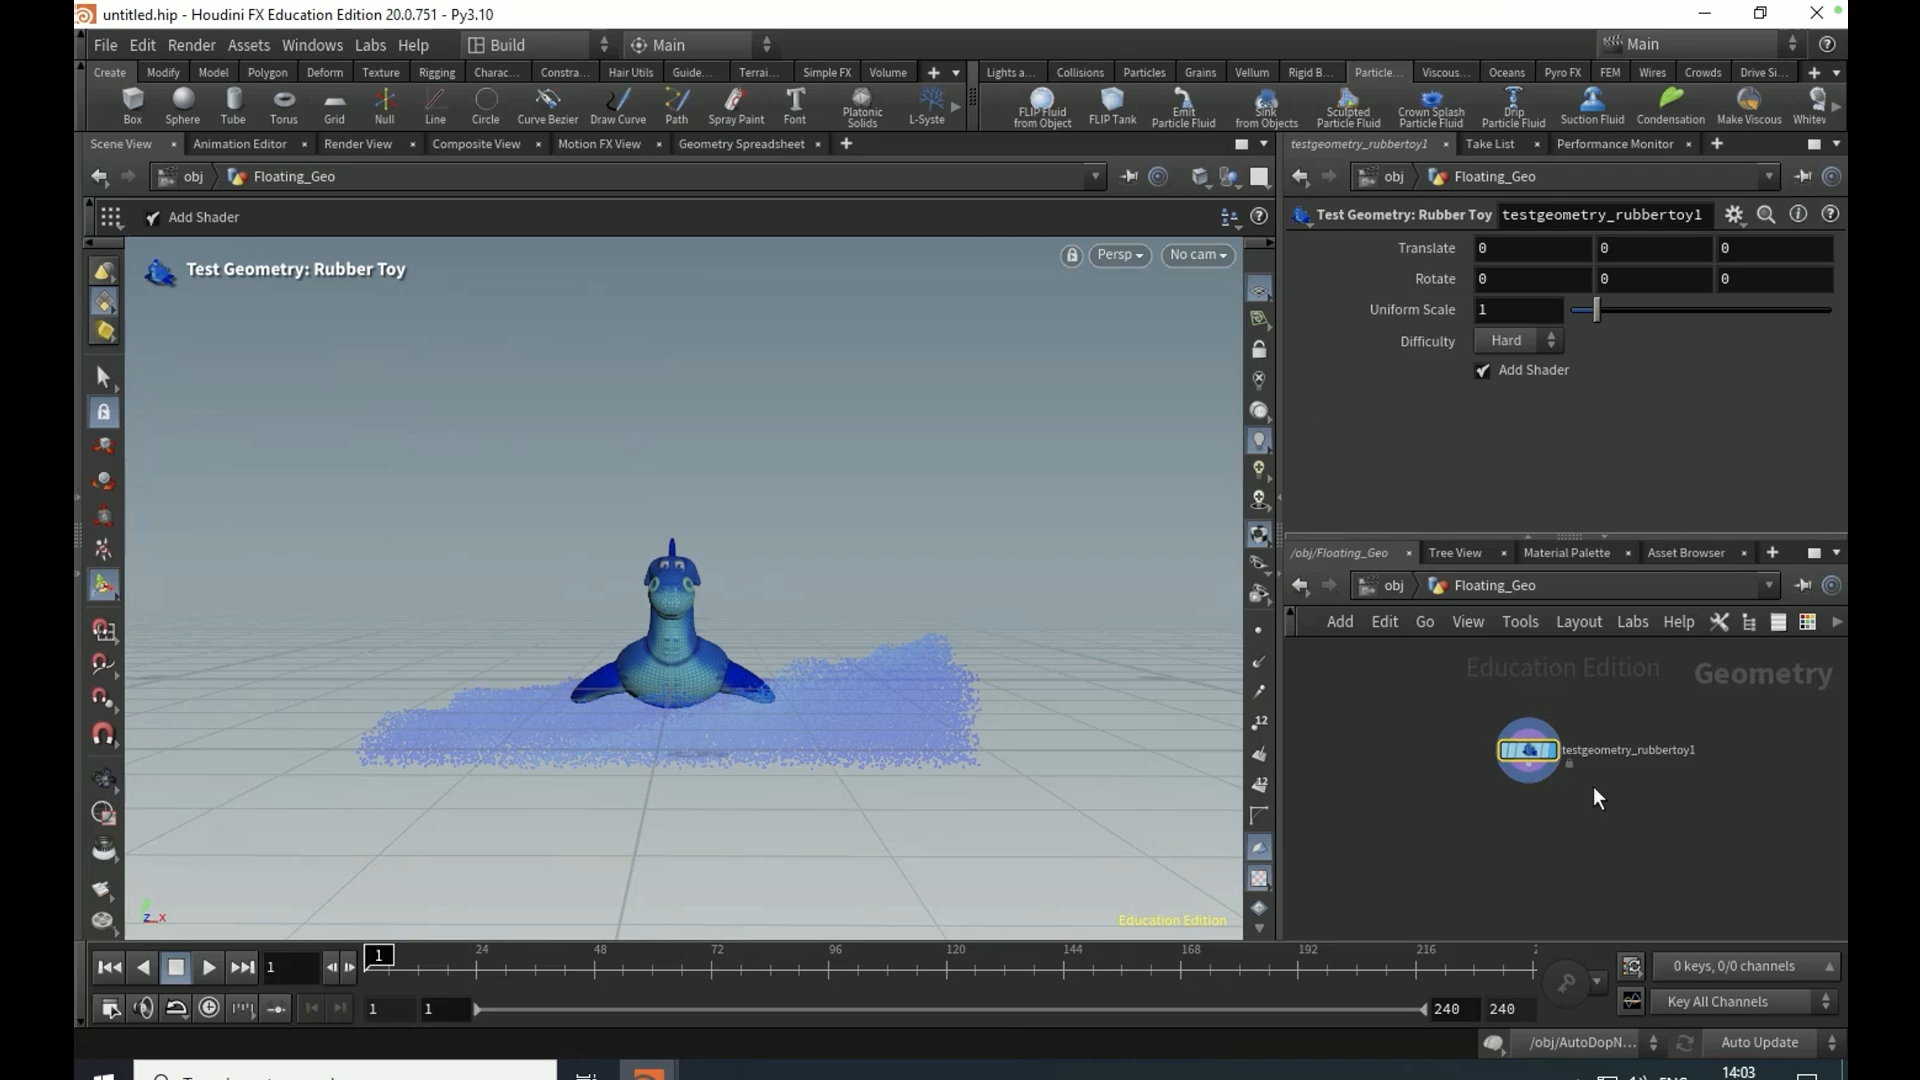 untitled.hip - Houdini FX Education Edition 20.0.751 - Py3.10
File Edit Render Assets Windows Labs Help Build Main Main
Create Modify Model Polygon Deform Texture Rigging Charac... Constra... Hair Utils Guide... Terrai... Simple FX Volume
Lights a... Collisions Particles Grains Vellum Rigid B... Particle... Viscous... Oceans Pyro FX FEM Wires Crowds Drive Si...
Box Sphere Tube Torus Grid Null Line Circle Curve Bezier Draw Curve Path Spray Paint Font Platonic Solids L-Syste
FLIP Fluid from Object FLIP Tank Emit Particle Fluid Sink from Objects Sculpted Particle Fluid Crown Splash Particle Fluid Drip Particle Fluid Suction Fluid Condensation Make Viscous Whitev
Scene View Animation Editor Render View Composite View Motion FX View Geometry Spreadsheet
testgeometry_rubbertoy1 Take List Performance Monitor
obj Floating_Geo
obj Floating_Geo
Add Shader
Test Geometry: Rubber Toy testgeometry_rubbertoy1
Test Geometry: Rubber Toy
Persp No cam
Translate 0 0 0
Rotate 0 0 0
Uniform Scale 1
Difficulty Hard
Add Shader
/obj/Floating_Geo Tree View Material Palette Asset Browser
obj Floating_Geo
Add Edit Go View Tools Layout Labs Help
Education Edition Geometry
testgeometry_rubbertoy1
12
12
z x
Education Edition
1 1 24 48 72 96 120 144 168 192 216
0 keys, 0/0 channels
1 1 240 240
Key All Channels
/obj/AutoDopN... Auto Update
14:03